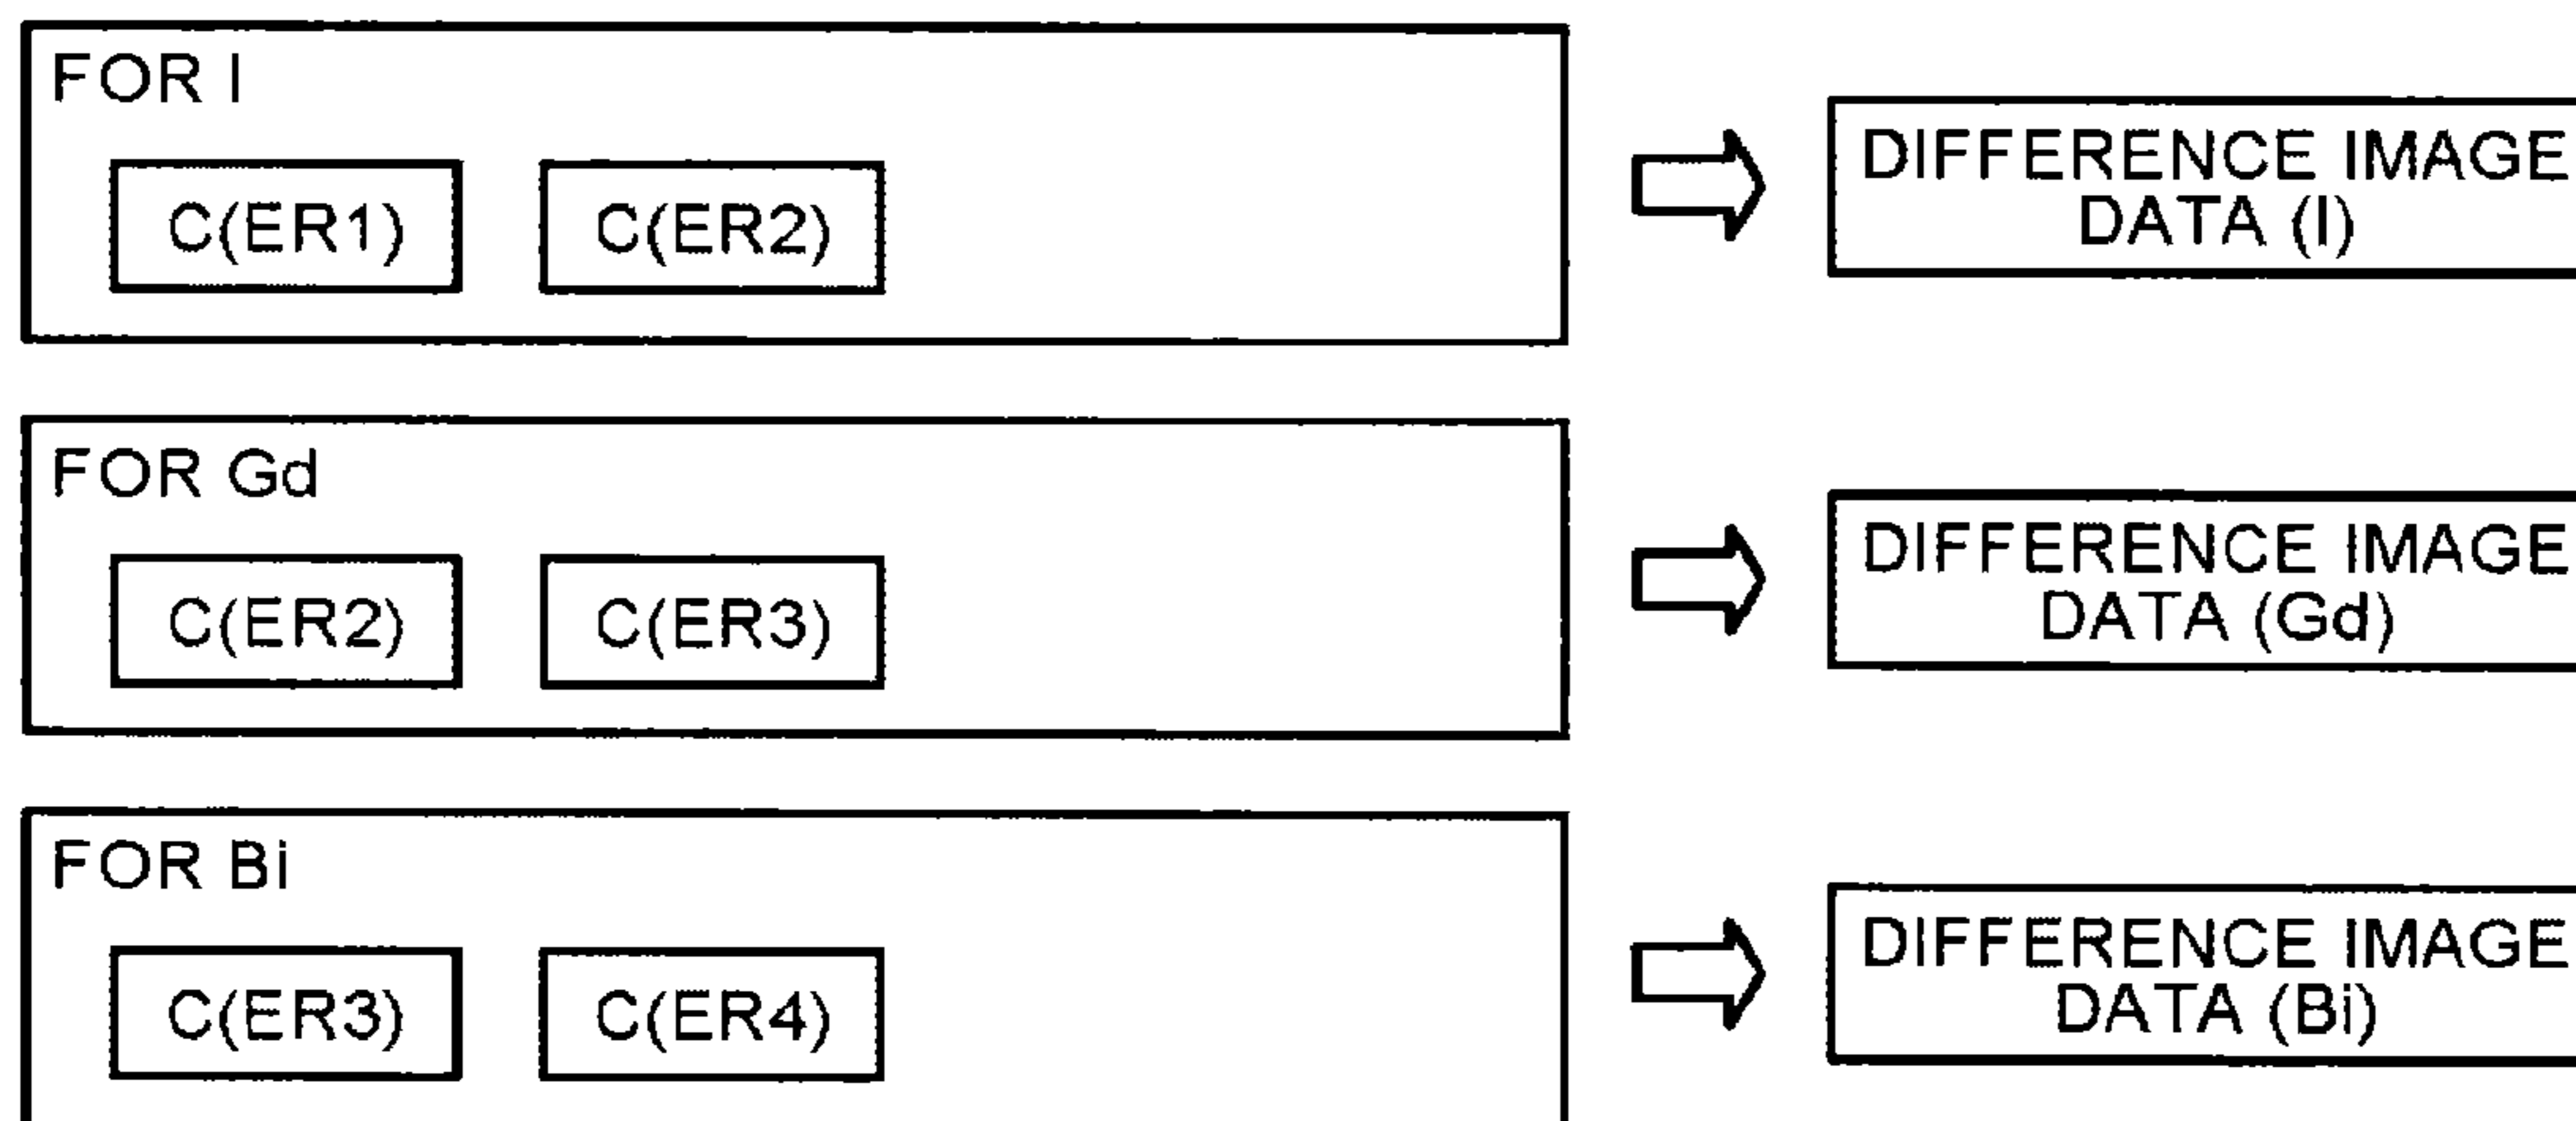 FOR I
C(ER1) C(ER2)
DIFFERENCE IMAGE
DATA (I)
FOR Gd
C(ER2) C(ER3)
DIFFERENCE IMAGE
DATA (Gd)
FOR Bi
C(ER3) C(ER4)
DIFFERENCE IMAGE
DATA (Bi)